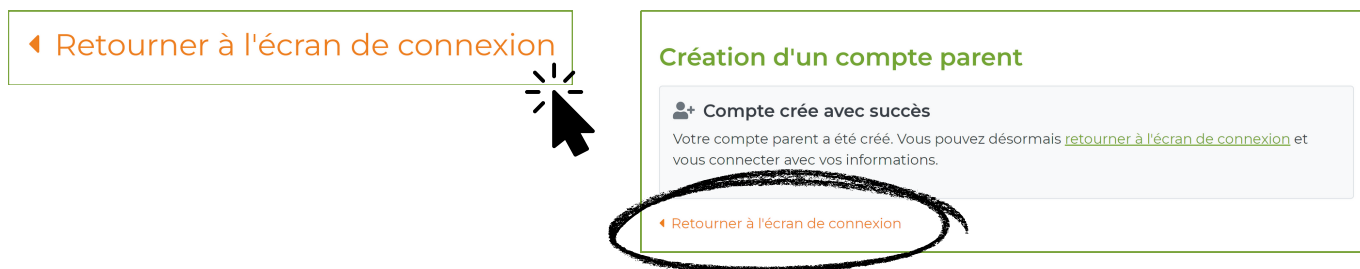 Retourner à l'écran de connexion
Création d'un compte parent
Compte crée avec succès
Votre compte parent a été créé. Vous pouvez désormais retourner à l'écran de connexion et
vous connecter avec vos informations.
Retourner à l'écran de connexion